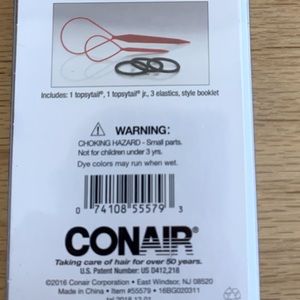 Includes: 1 topsytail®, 1 topsytail® jr., 3 elastics, style booklet
WARNING:
CHOKING HAZARD - Small parts.
Not for children under 3 yrs.
Dye colors may run when wet.
0 74108 55579 3
CONAIR®
Taking care of hair for over 50 years.
U.S. Patent Number: US D412,218
©2016 Conair Corporation • East Windsor, NJ 08520
Made in China • Item #55579 • 16BG020311